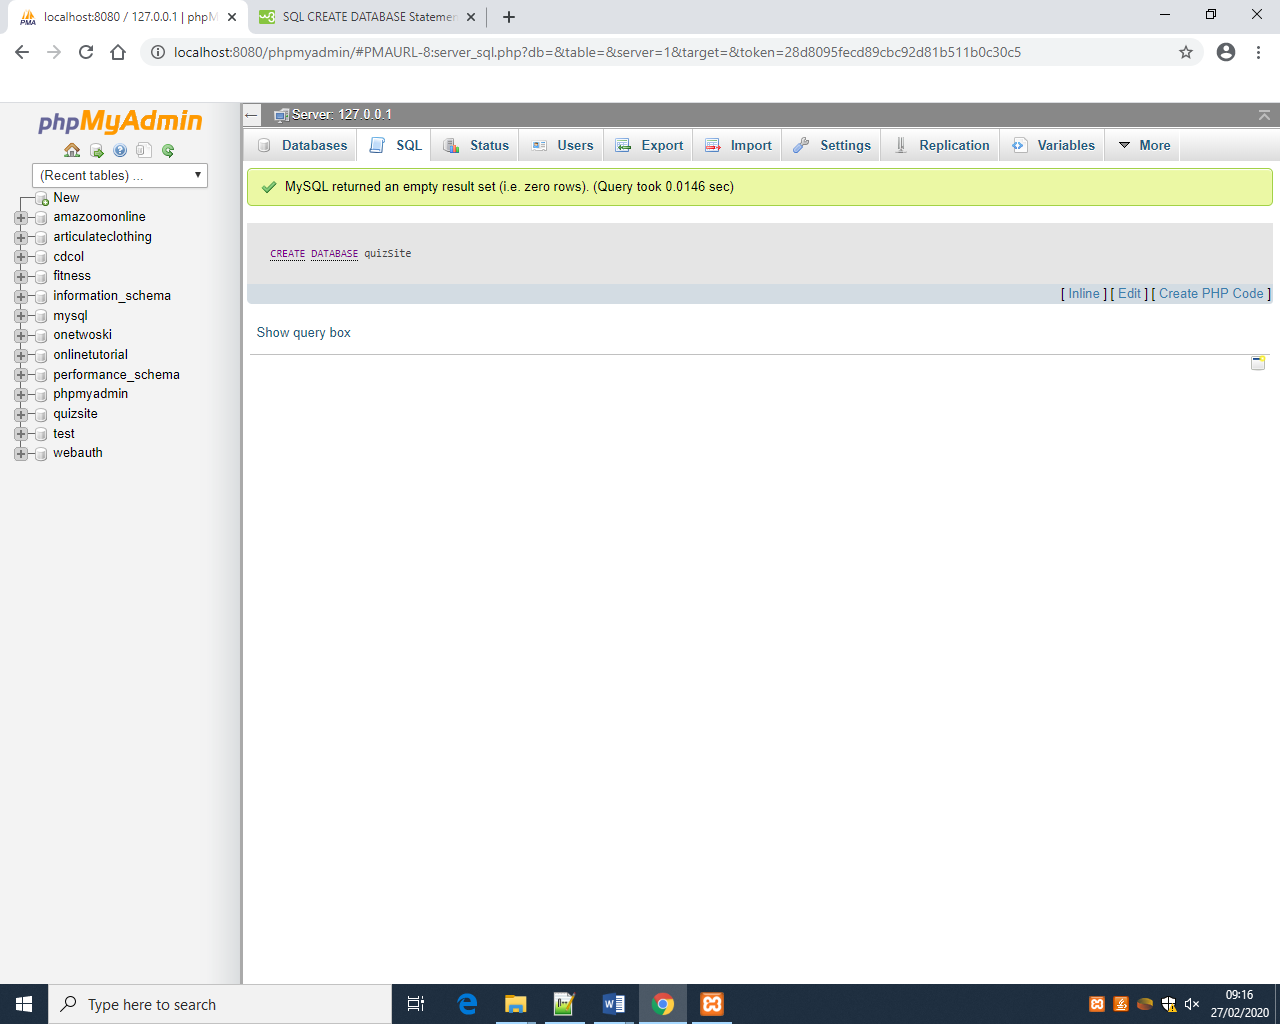 localhost:8080 / 127.0.0.1 | phpM
SQL CREATE DATABASE Statemen
localhost:8080/phpmyadmin/#PMAURL-8:server_sql.php?db=&table=&server=1&target=&token=28d8095fecd89cbc92d81b511b0c30c5
phpMyAdmin
(Recent tables) ...
New
amazoomonline
articulateclothing
cdcol
fitness
information_schema
mysql
onetwoski
onlinetutorial
performance_schema
phpmyadmin
quizsite
test
webauth
Server: 127.0.0.1
Databases SQL Status Users Export Import Settings Replication Variables More
MySQL returned an empty result set (i.e. zero rows). (Query took 0.0146 sec)
CREATE DATABASE quizSite
[ Inline ] [ Edit ] [ Create PHP Code ]
Show query box
Type here to search
09:16
27/02/2020